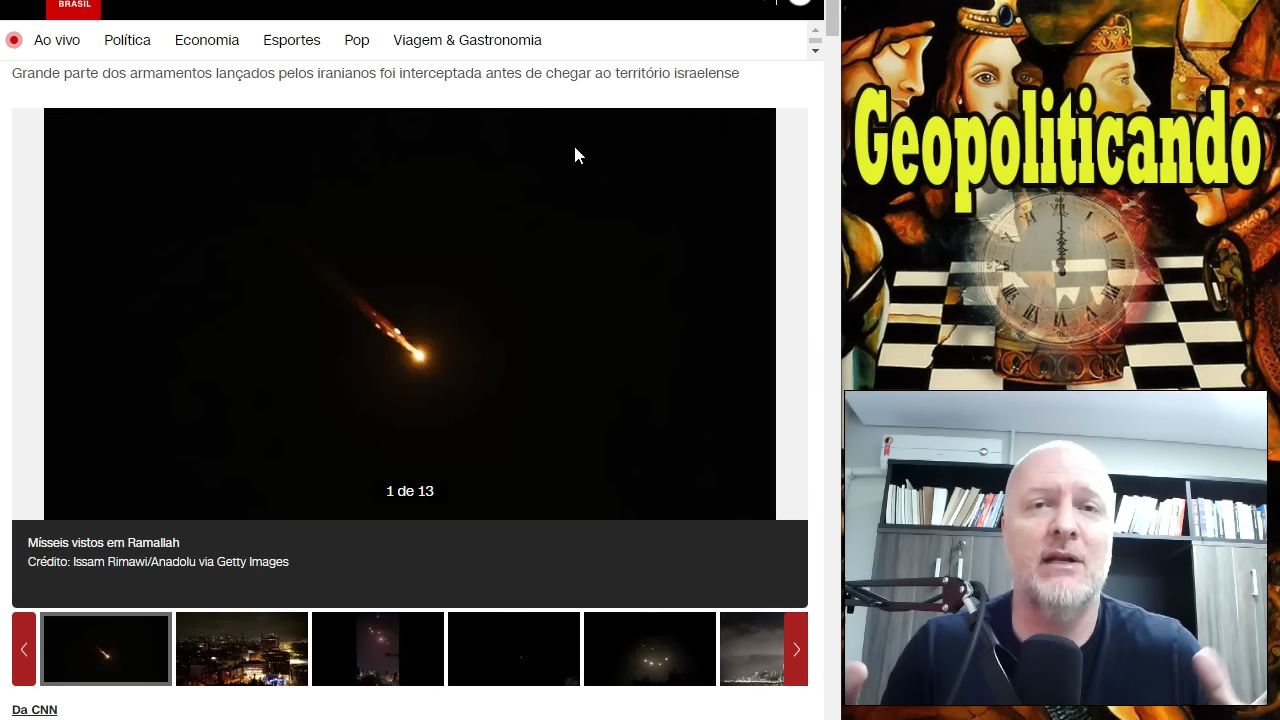 BRASIL
Ao vivo Política Economia Esportes Pop Viagem & Gastronomia
Grande parte dos armamentos lançados pelos iranianos foi interceptada antes de chegar ao território israelense
1 de 13
Mísseis vistos em Ramallah
Crédito: Issam Rimawi/Anadolu via Getty Images
Da CNN
Geopoliticando